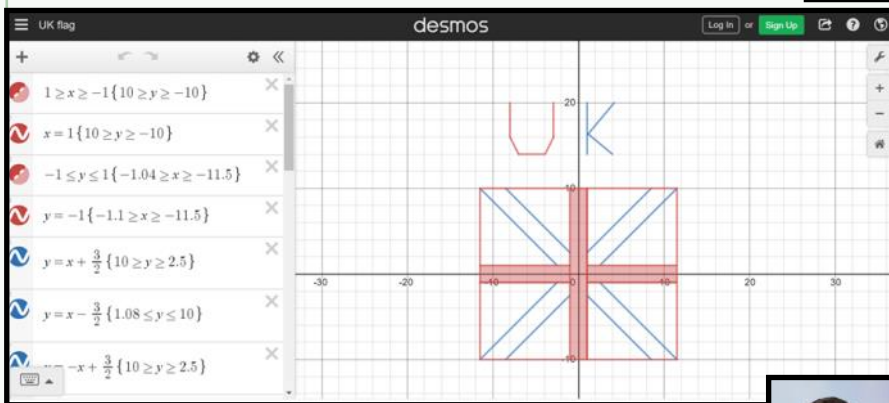 UK flag
desmos
Log In or Sign Up
1 ≥ x ≥ −1{10 ≥ y ≥ −10}
x = 1{10 ≥ y ≥ −10}
−1 ≤ y ≤ 1{−1.04 ≥ x ≥ −11.5}
y = −1{−1.1 ≥ x ≥ −11.5}
y = x + 3/2 {10 ≥ y ≥ 2.5}
y = x − 3/2 {1.08 ≤ y ≤ 10}
y = −x + 3/2 {10 ≥ y ≥ 2.5}
20
U K
10
-30 -20 -10 0 10 20 30
-10